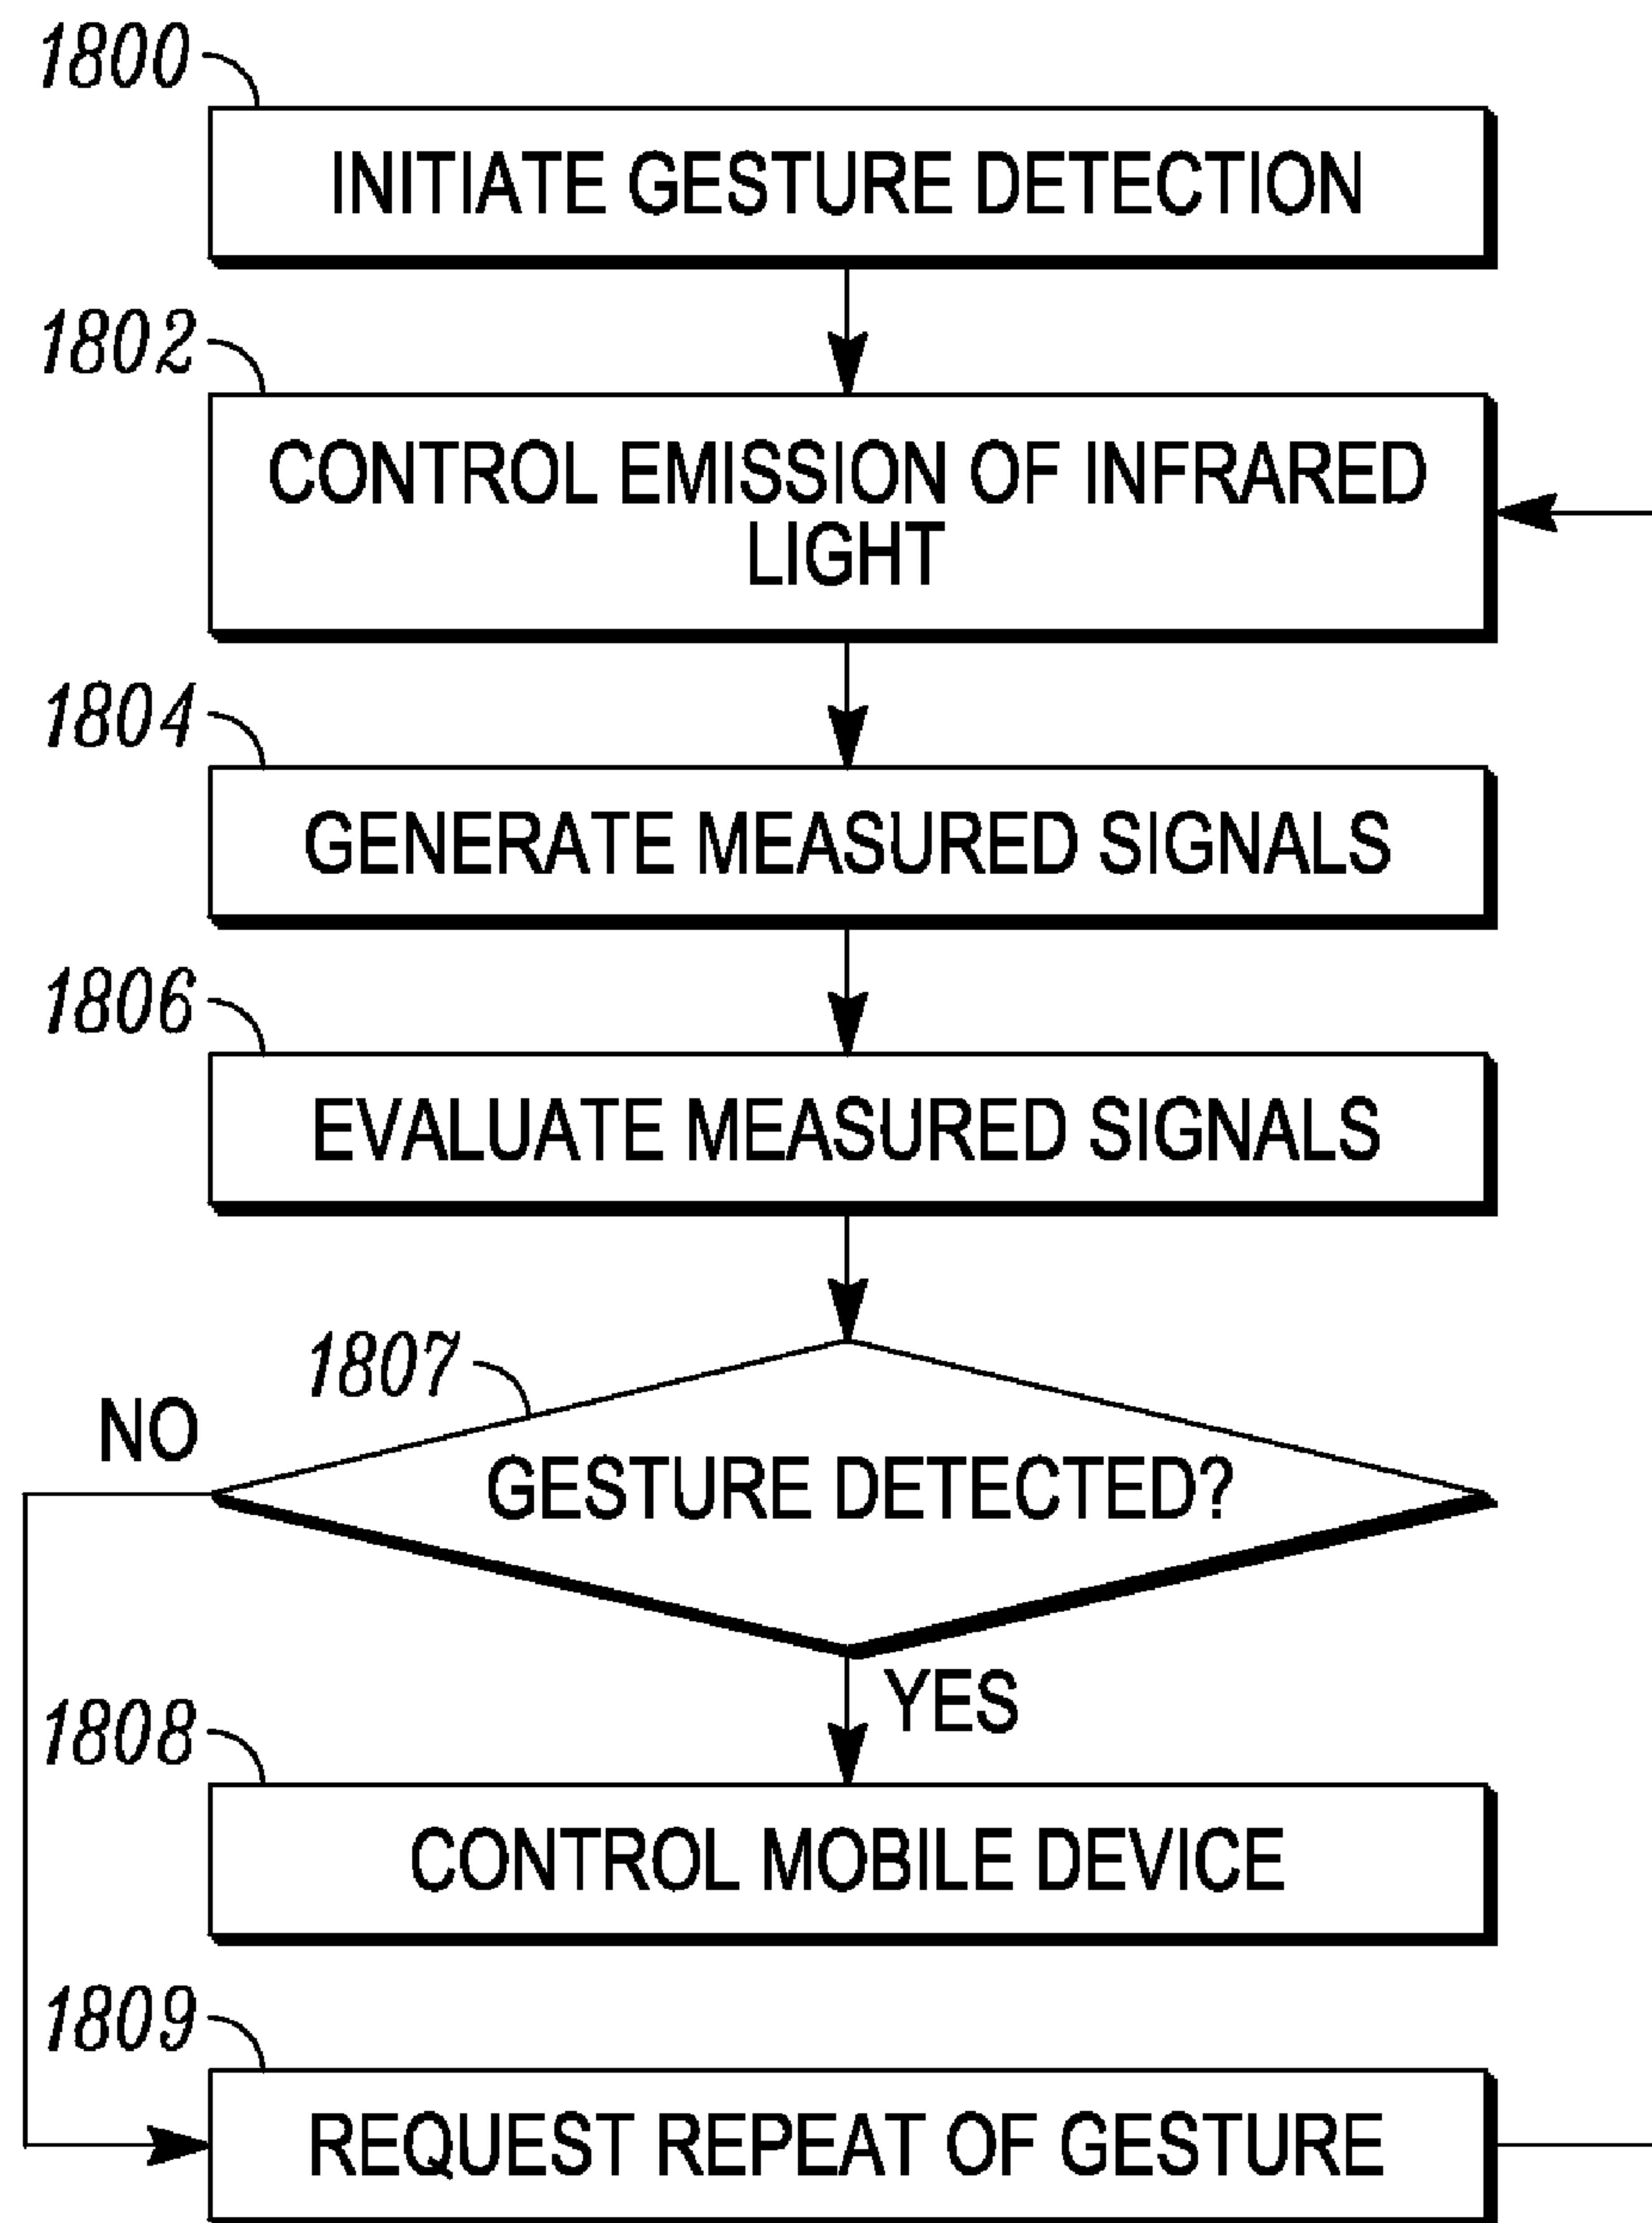 1800
INITIATE GESTURE DETECTION
1802
CONTROL EMISSION OF INFRARED
LIGHT
1804
GENERATE MEASURED SIGNALS
1806
EVALUATE MEASURED SIGNALS
1807
NO
GESTURE DETECTED?
YES
1808
CONTROL MOBILE DEVICE
1809
REQUEST REPEAT OF GESTURE